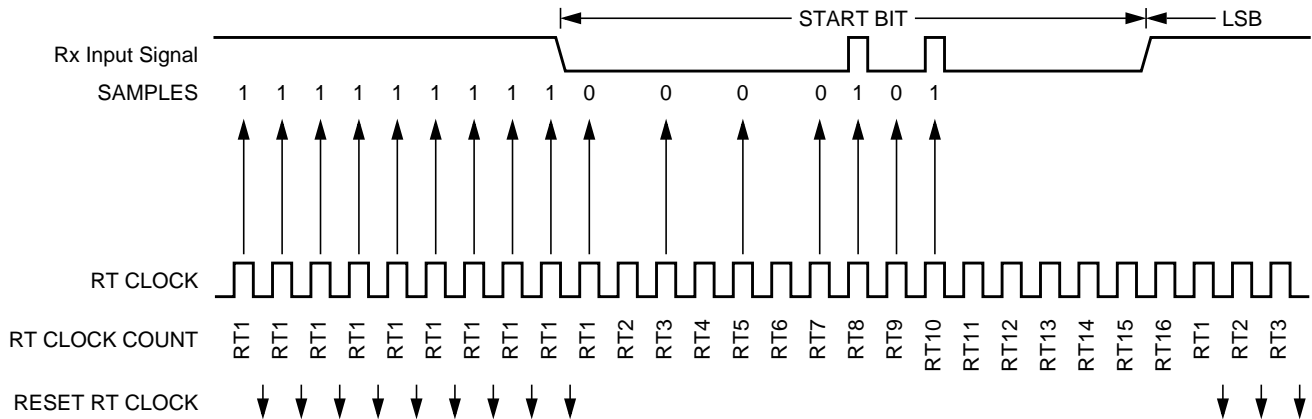 START BIT LSB
Rx Input Signal
SAMPLES 1 1 1 1 1 1 1 1 1 0 0 0 0 1 0 1
RT CLOCK
RT CLOCK COUNT RT1 RT1 RT1 RT1 RT1 RT1 RT1 RT1 RT1 RT1 RT2 RT3 RT4 RT5 RT6 RT7 RT8 RT9 RT10 RT11 RT12 RT13 RT14 RT15 RT16 RT1 RT2 RT3
RESET RT CLOCK